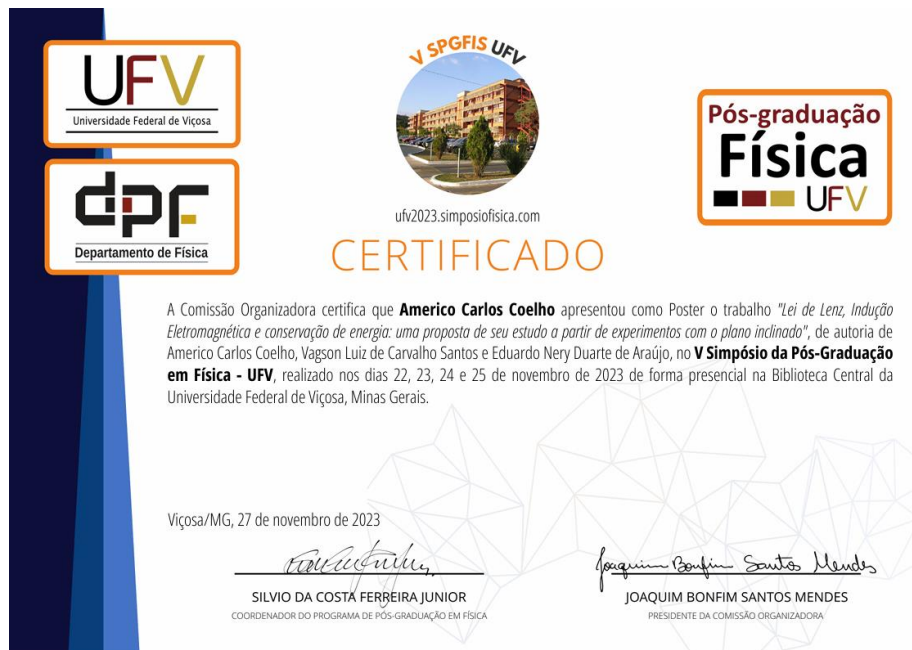 UFV
Universidade Federal de Viçosa
dpf
Departamento de Física
V SPGFIS UFV
ufv2023.simposiofisica.com
Pós-graduação
Física
UFV
CERTIFICADO
A Comissão Organizadora certifica que Americo Carlos Coelho apresentou como Poster o trabalho "Lei de Lenz, Indução
Eletromagnética e conservação de energia: uma proposta de seu estudo a partir de experimentos com o plano inclinado", de autoria de
Americo Carlos Coelho, Vagson Luiz de Carvalho Santos e Eduardo Nery Duarte de Araújo, no V Simpósio da Pós-Graduação
em Física - UFV, realizado nos dias 22, 23, 24 e 25 de novembro de 2023 de forma presencial na Biblioteca Central da
Universidade Federal de Viçosa, Minas Gerais.
Viçosa/MG, 27 de novembro de 2023
SILVIO DA COSTA FERREIRA JUNIOR
COORDENADOR DO PROGRAMA DE PÓS-GRADUAÇÃO EM FÍSICA
Joaquim Bonfim Santos Mendes
JOAQUIM BONFIM SANTOS MENDES
PRESIDENTE DA COMISSÃO ORGANIZADORA